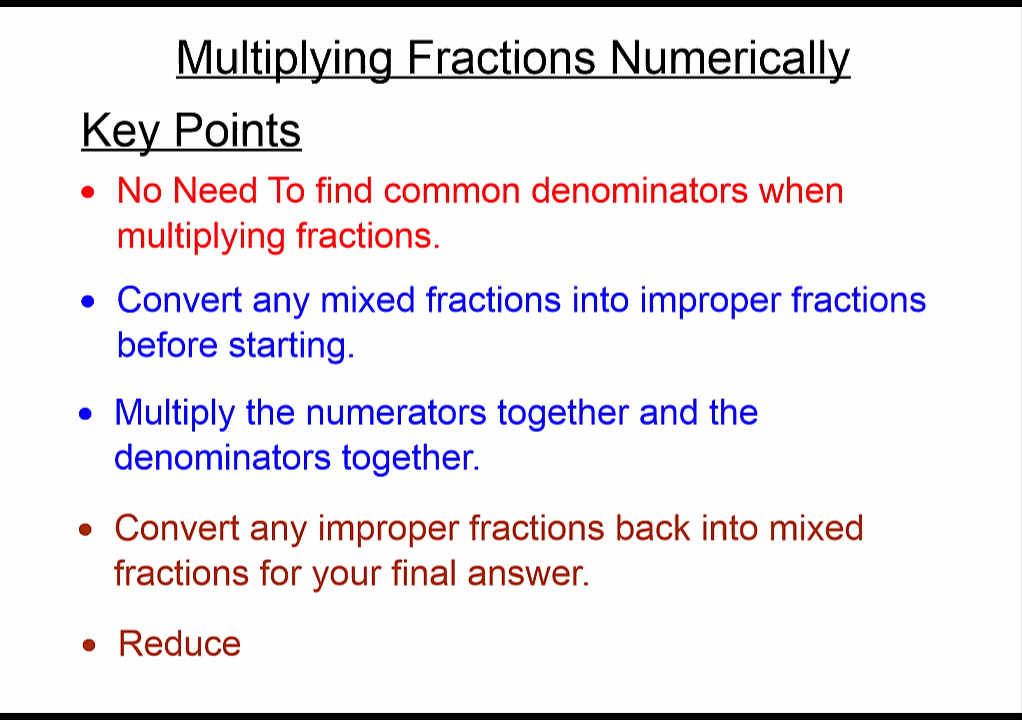 Multiplying Fractions Numerically
Key Points
• No Need To find common denominators when
multiplying fractions.
• Convert any mixed fractions into improper fractions
before starting.
• Multiply the numerators together and the
denominators together.
• Convert any improper fractions back into mixed
fractions for your final answer.
• Reduce